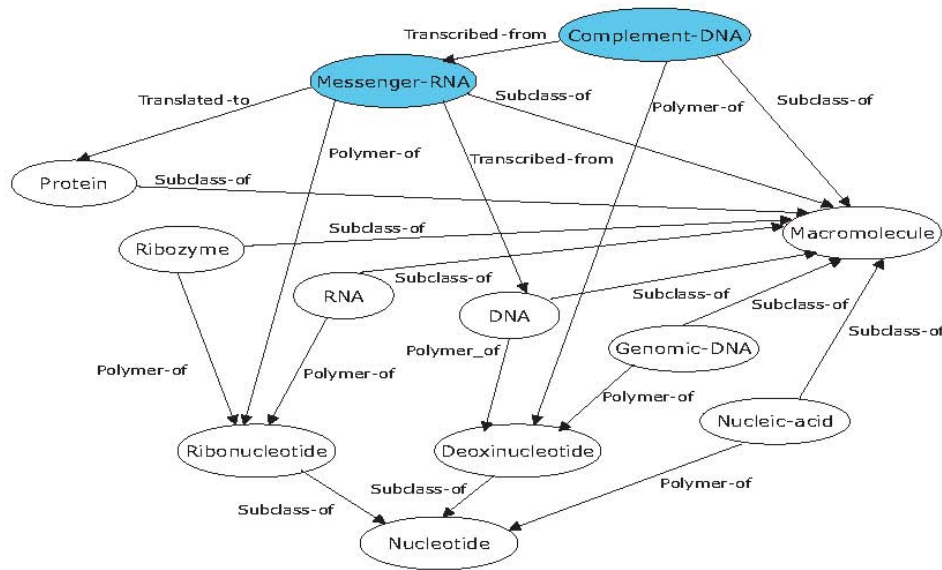 Complement-DNA
Transcribed-from
Messenger-RNA
Subclass-of
Subclass-of
Translated-to
Polymer-of
Polymer-of
Transcribed-from
Protein
Subclass-of
Macromolecule
Ribozyme
Subclass-of
Subclass-of
RNA
DNA
Subclass-of
Subclass-of
Subclass-of
Genomic-DNA
Polymer_of
Polymer-of
Polymer-of
Polymer-of
Nucleic-acid
Ribonucleotide
Deoxinucleotide
Subclass-of
Subclass-of
Polymer-of
Nucleotide